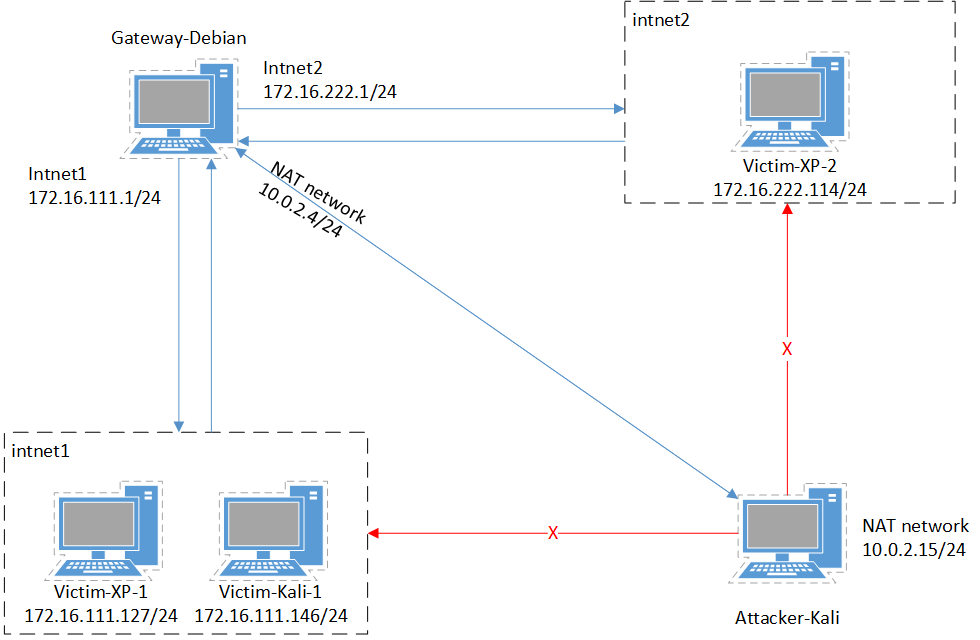 Gateway-Debian
Intnet2
172.16.222.1/24
intnet2
Victim-XP-2
172.16.222.114/24
Intnet1
172.16.111.1/24
NAT network
10.0.2.4/24
X
intnet1
Victim-XP-1
172.16.111.127/24
Victim-Kali-1
172.16.111.146/24
X
NAT network
10.0.2.15/24
Attacker-Kali